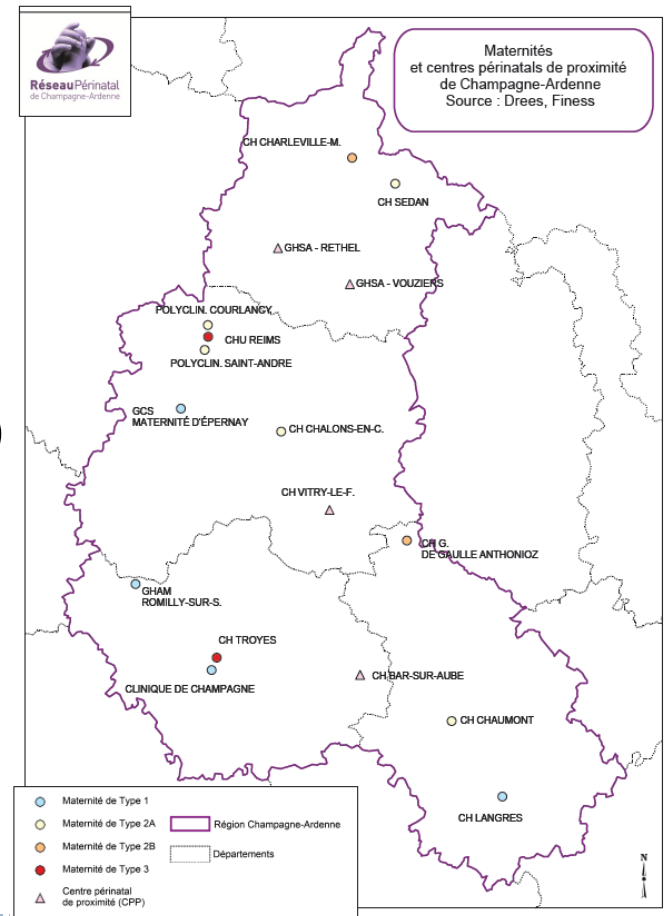 RéseauPérinatal
de Champagne-Ardenne
Maternités
et centres périnatals de proximité
de Champagne-Ardenne
Source : Drees, Finess
CH CHARLEVILLE-M.
CH SEDAN
GHSA - RETHEL
GHSA - VOUZIERS
POLYCLIN. COURLANCY
CHU REIMS
POLYCLIN. SAINT-ANDRE
GCS
MATERNITÉ D'ÉPERNAY
CH CHALONS-EN-C.
CH VITRY-LE-F.
CH G.
DE GAULLE ANTHONIOZ
GHAM
ROMILLY-SUR-S.
CH TROYES
CLINIQUE DE CHAMPAGNE
CH BAR-SUR-AUBE
CH CHAUMONT
CH LANGRES
Maternité de Type 1
Maternité de Type 2A
Maternité de Type 2B
Maternité de Type 3
Centre périnatal
de proximité (CPP)
Région Champagne-Ardenne
Départements
N